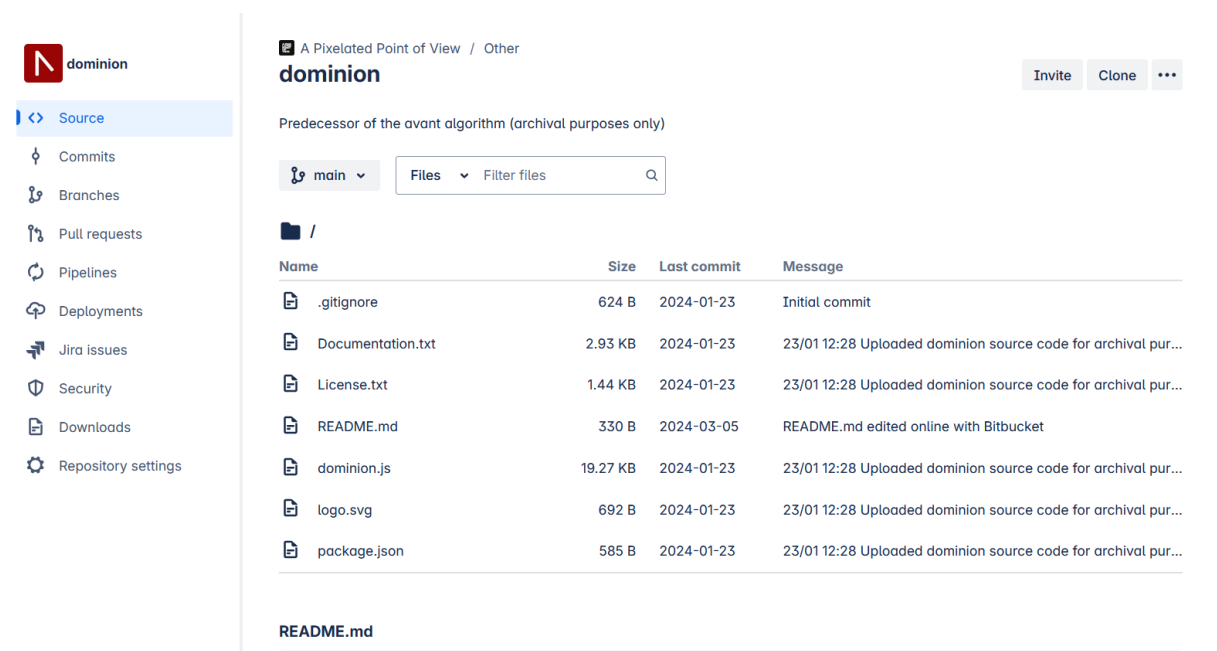 dominion
Source
Commits
Branches
Pull requests
Pipelines
Deployments
Jira issues
Security
Downloads
Repository settings
A Pixelated Point of View / Other
dominion
Invite Clone
Predecessor of the avant algorithm (archival purposes only)
main Files Filter files
/
Name Size Last commit Message
.gitignore 624 B 2024-01-23 Initial commit
Documentation.txt 2.93 KB 2024-01-23 23/01 12:28 Uploaded dominion source code for archival pur...
License.txt 1.44 KB 2024-01-23 23/01 12:28 Uploaded dominion source code for archival pur...
README.md 330 B 2024-03-05 README.md edited online with Bitbucket
dominion.js 19.27 KB 2024-01-23 23/01 12:28 Uploaded dominion source code for archival pur...
logo.svg 692 B 2024-01-23 23/01 12:28 Uploaded dominion source code for archival pur...
package.json 585 B 2024-01-23 23/01 12:28 Uploaded dominion source code for archival pur...
README.md